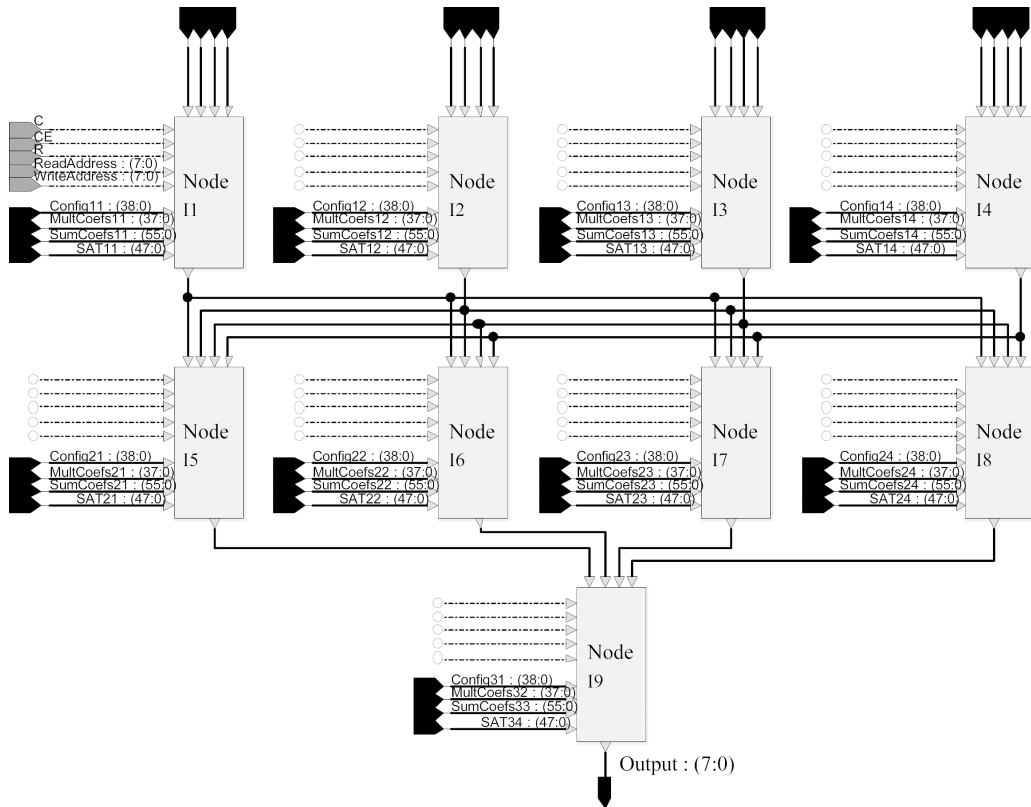 C
CE
R
ReadAddress : (7:0)
WriteAddress : (7:0)
Node
I1
Node
I2
Node
I3
Node
I4
Config11 : (38:0)
MultCoefs11 : (37:0)
SumCoefs11 : (55:0)
SAT11 : (47:0)
Config12 : (38:0)
MultCoefs12 : (37:0)
SumCoefs12 : (55:0)
SAT12 : (47:0)
Config13 : (38:0)
MultCoefs13 : (37:0)
SumCoefs13 : (55:0)
SAT13 : (47:0)
Config14 : (38:0)
MultCoefs14 : (37:0)
SumCoefs14 : (55:0)
SAT14 : (47:0)
Node
I5
Node
I6
Node
I7
Node
I8
Config21 : (38:0)
MultCoefs21 : (37:0)
SumCoefs21 : (55:0)
SAT21 : (47:0)
Config22 : (38:0)
MultCoefs22 : (37:0)
SumCoefs22 : (55:0)
SAT22 : (47:0)
Config23 : (38:0)
MultCoefs23 : (37:0)
SumCoefs23 : (55:0)
SAT23 : (47:0)
Config24 : (38:0)
MultCoefs24 : (37:0)
SumCoefs24 : (55:0)
SAT24 : (47:0)
Node
I9
Config31 : (38:0)
MultCoefs32 : (37:0)
SumCoefs33 : (55:0)
SAT34 : (47:0)
Output : (7:0)